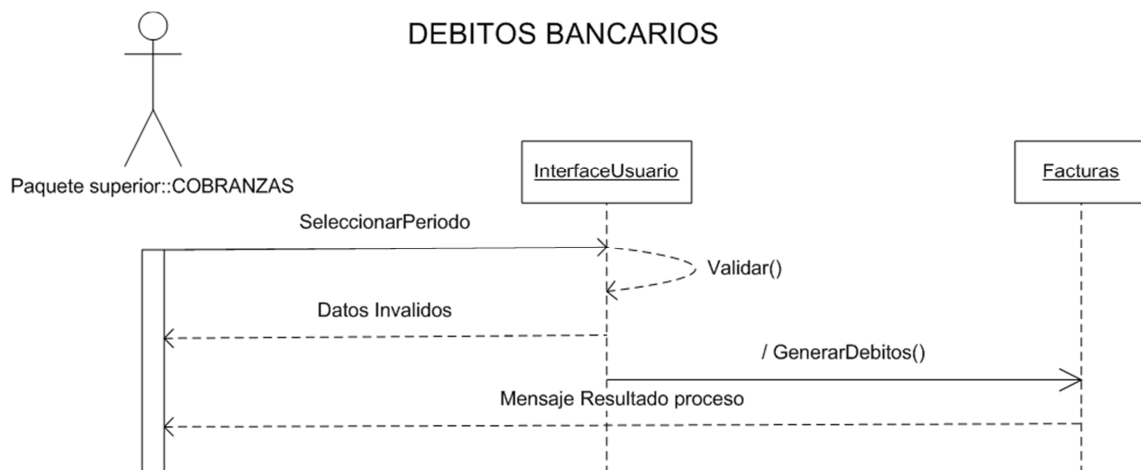 DEBITOS BANCARIOS
Paquete superior::COBRANZAS
InterfaceUsuario
Facturas
SeleccionarPeriodo
Validar()
Datos Invalidos
/ GenerarDebitos()
Mensaje Resultado proceso